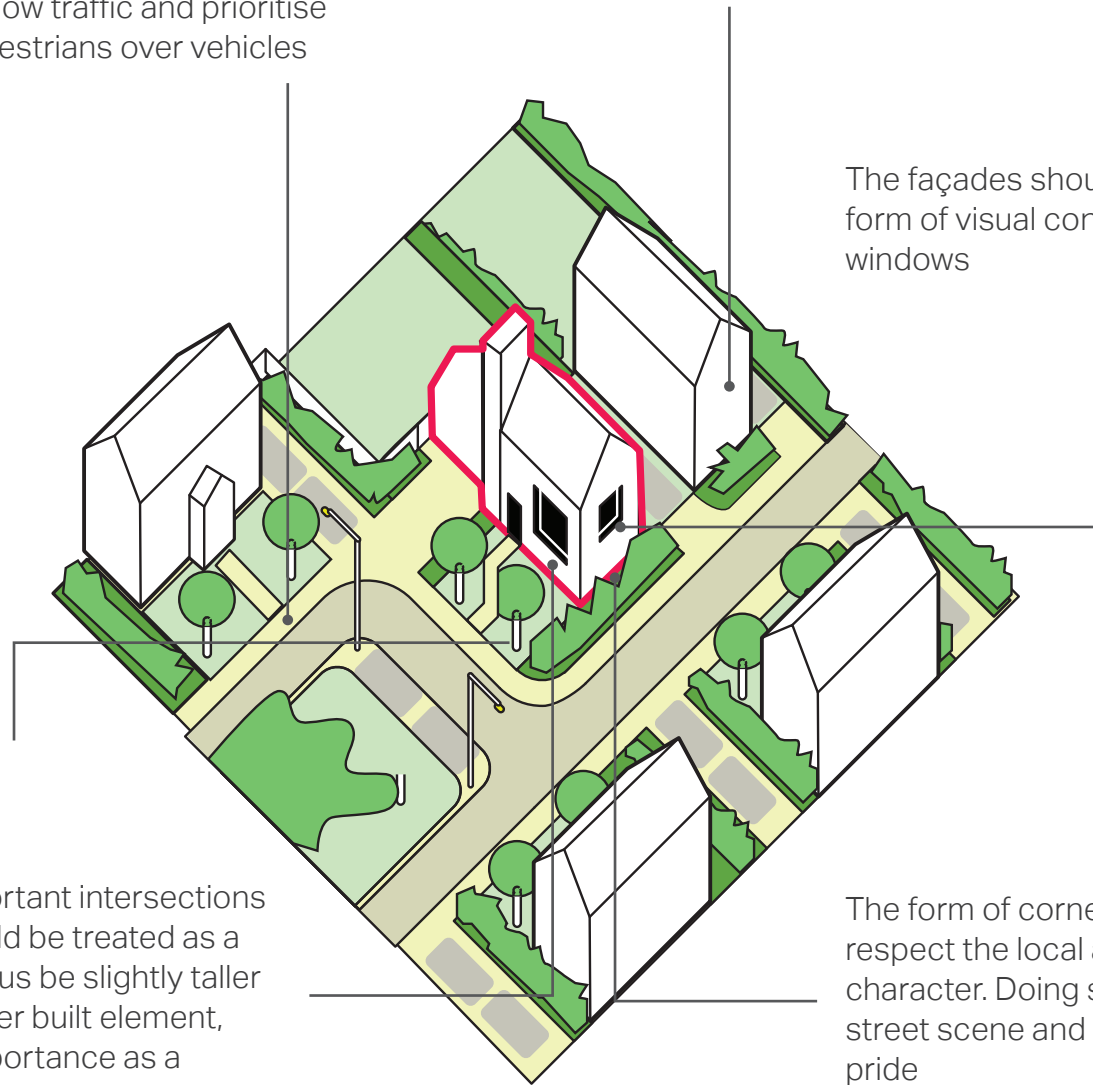 ow traffic and prioritise
estrians over vehicles
The façades shou
form of visual con
windows
ortant intersections
ld be treated as a
us be slightly taller
er built element,
portance as a
The form of corne
respect the local a
character. Doing s
street scene and
pride